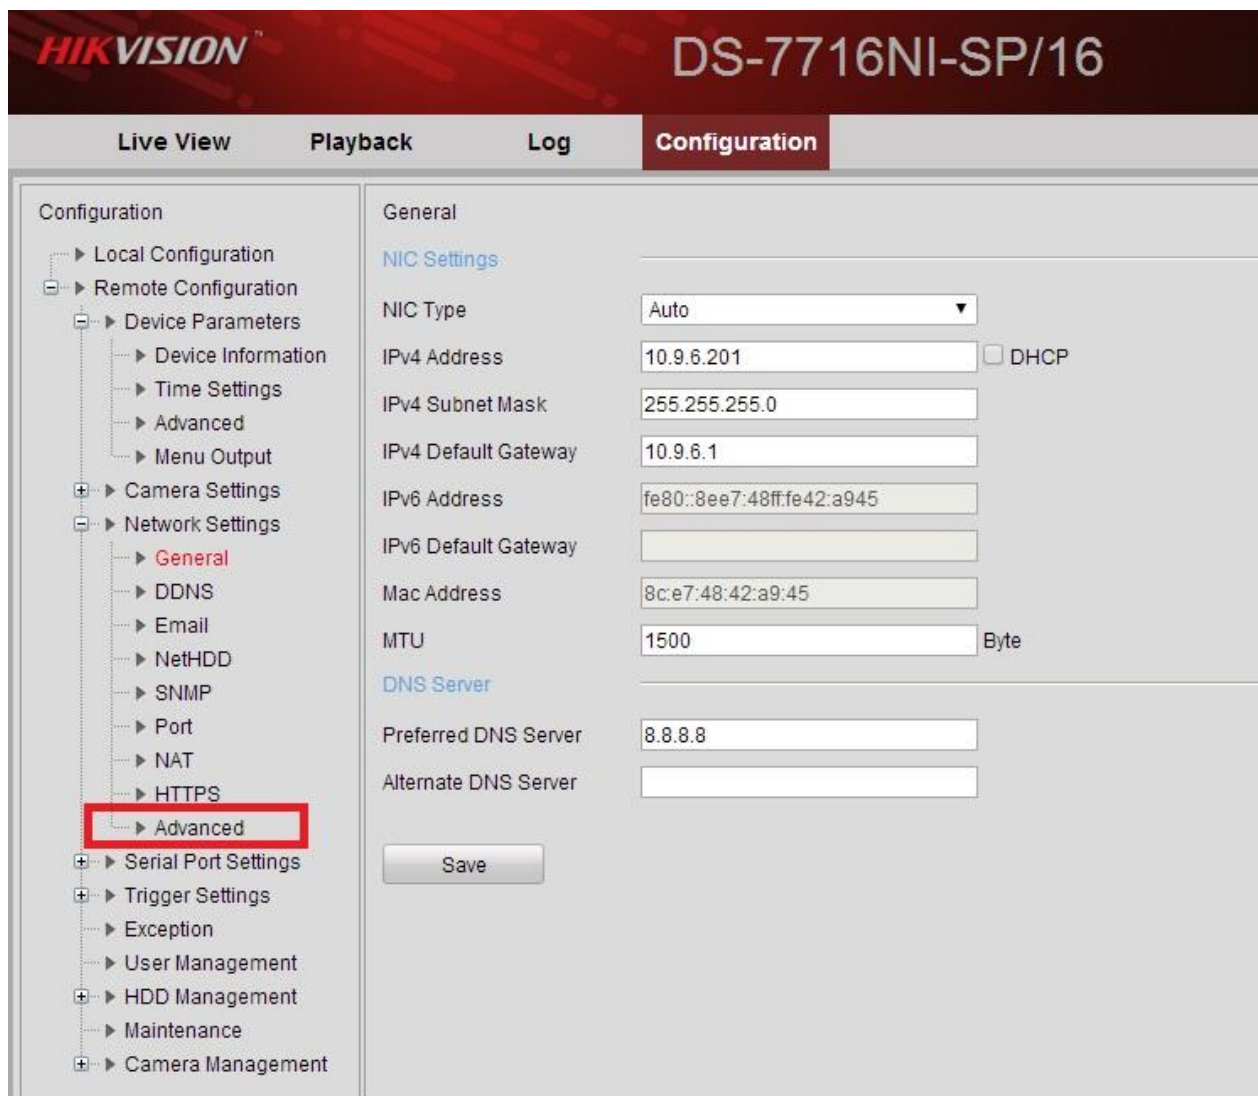 HIKVISION™
DS-7716NI-SP/16
Live View Playback Log Configuration
Configuration
Local Configuration
Remote Configuration
Device Parameters
Device Information
Time Settings
Advanced
Menu Output
Camera Settings
Network Settings
General
DDNS
Email
NetHDD
SNMP
Port
NAT
HTTPS
Advanced
Serial Port Settings
Trigger Settings
Exception
User Management
HDD Management
Maintenance
Camera Management
General
NIC Settings
NIC Type Auto
IPv4 Address 10.9.6.201 DHCP
IPv4 Subnet Mask 255.255.255.0
IPv4 Default Gateway 10.9.6.1
IPv6 Address fe80::8ee7:48ff:fe42:a945
IPv6 Default Gateway
Mac Address 8c:e7:48:42:a9:45
MTU 1500 Byte
DNS Server
Preferred DNS Server 8.8.8.8
Alternate DNS Server
Save